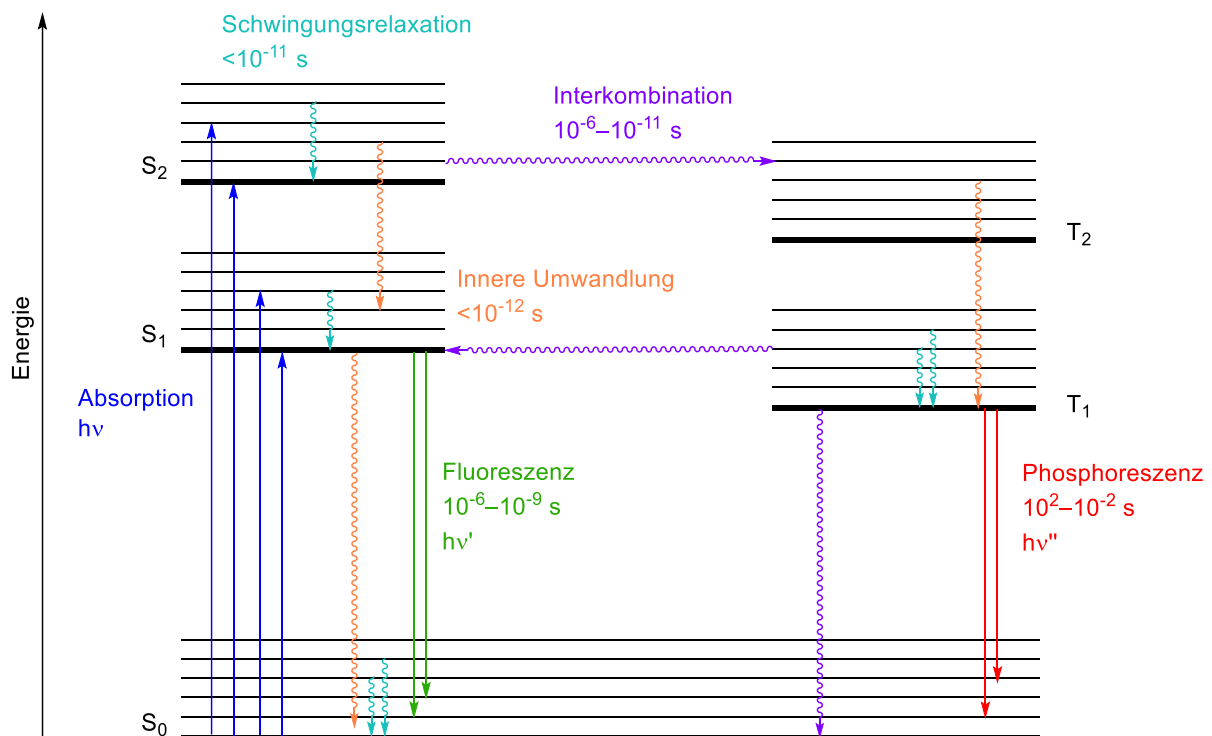 Schwingungsrelaxation
<10⁻¹¹ s
Interkombination
10⁻⁶–10⁻¹¹ s
S₂
T₂
Innere Umwandlung
<10⁻¹² s
S₁
Energie
Absorption
hν
T₁
Fluoreszenz
10⁻⁶–10⁻⁹ s
hν'
Phosphoreszenz
10²–10⁻² s
hν"
S₀